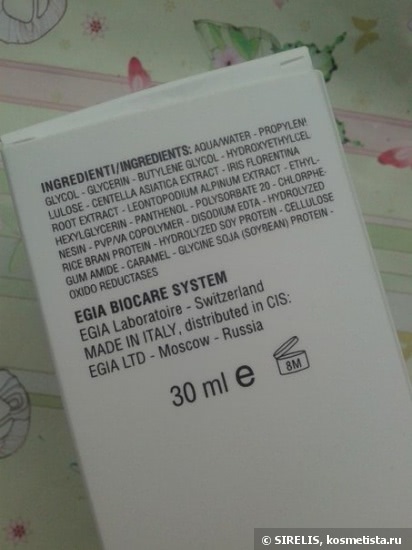 INGREDIENTI/INGREDIENTS: AQUA/WATER - PROPYLEN
GLYCOL - GLYCERIN - BUTYLENE GLYCOL - HYDROXYETHYLCEL
LULOSE - CENTELLA ASIATICA EXTRACT - IRIS FLORENTINA
ROOT EXTRACT - LEONTOPODIUM ALPINUM EXTRACT - ETHYL-
HEXYLGLYCERIN - PANTHENOL - POLYSORBATE 20 - CHLORPHE-
NESIN - PVP/VA COPOLYMER - DISODIUM EDTA - HYDROLYZED
RICE BRAN PROTEIN - HYDROLYZED SOY PROTEIN - CELLULOSE
GUM AMIDE - CARAMEL - GLYCINE SOJA (SOYBEAN) PROTEIN -
OXIDO REDUCTASES
EGIA BIOCARE SYSTEM
EGIA Laboratoire - Switzerland
MADE IN ITALY, distributed in CIS:
EGIA LTD - Moscow - Russia
30 ml e
8M
© SIRELIS, kosmetista.ru